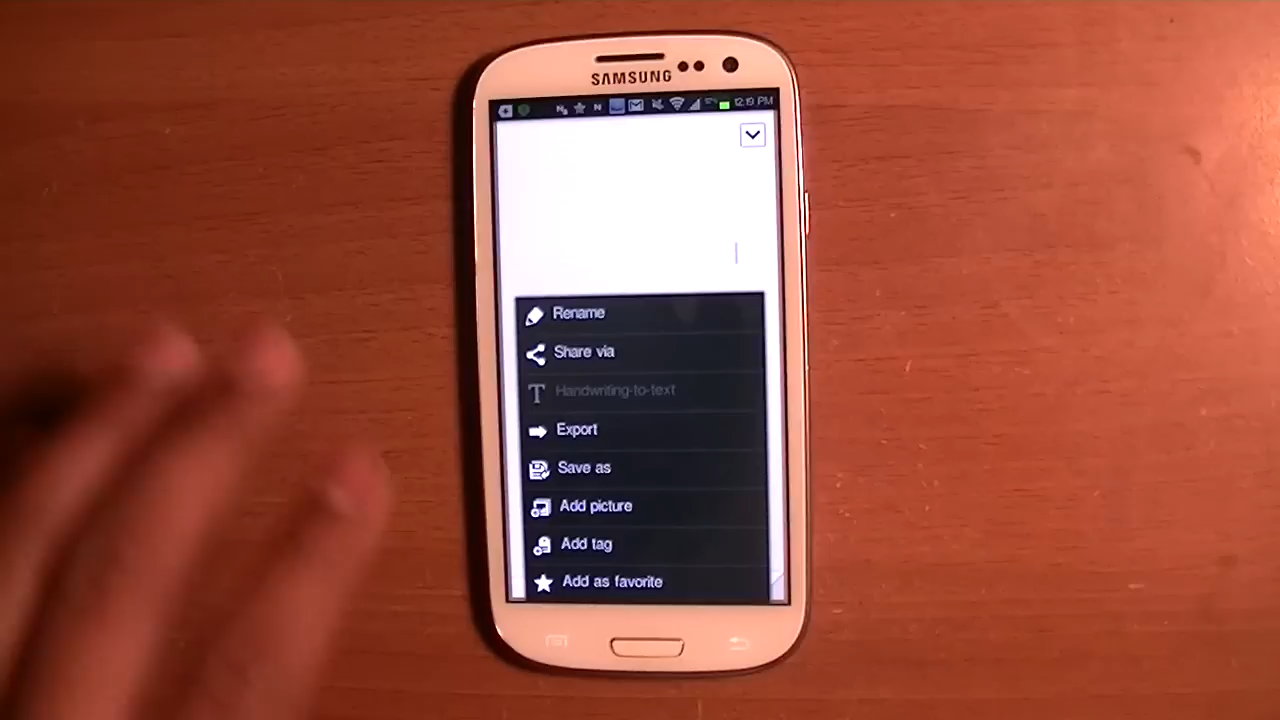 SAMSUNG
12:19 PM
Rename
Share via
Handwriting-to-text
Export
Save as
Add picture
Add tag
Add as favorite